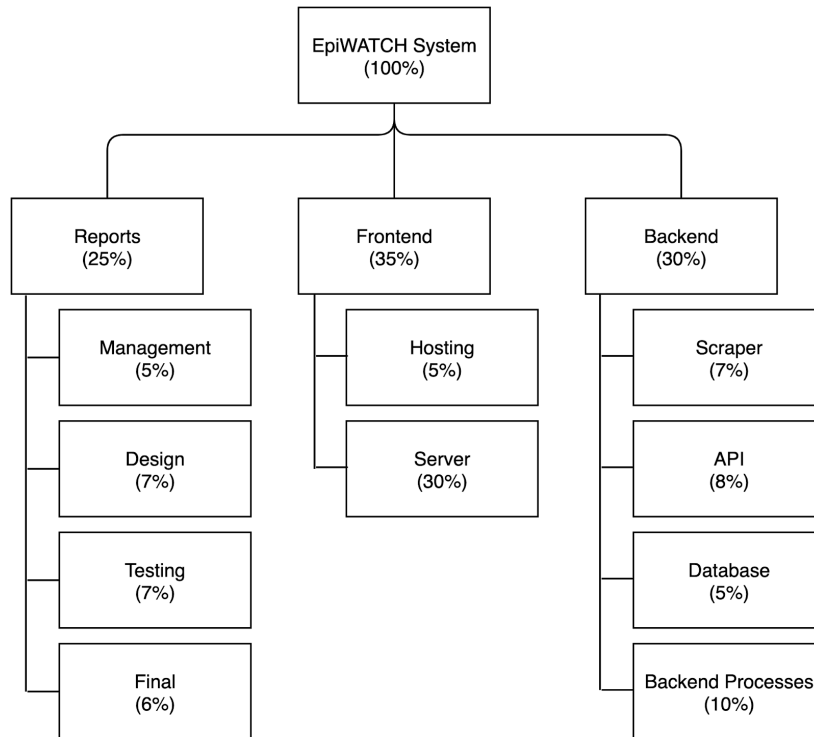 EpiWATCH System
(100%)
Reports
(25%)
Frontend
(35%)
Backend
(30%)
Management
(5%)
Design
(7%)
Testing
(7%)
Final
(6%)
Hosting
(5%)
Server
(30%)
Scraper
(7%)
API
(8%)
Database
(5%)
Backend Processes
(10%)